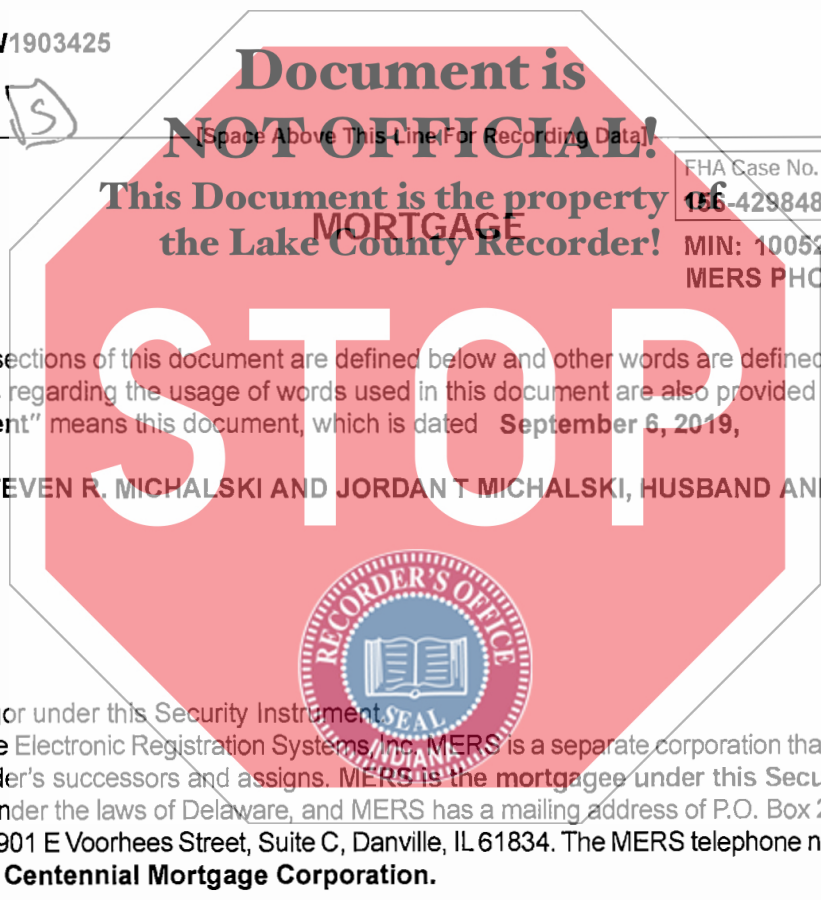 1903425
S
Document is
NOT OFFICIAL!
[Space Above This Line For Recording Data]
This Document is the property of
the Lake County Recorder!
FHA Case No.
156-429848
MORTGAGE
MIN: 10052
MERS PHO
STOP
sections of this document are defined below and other words are defined
regarding the usage of words used in this document are also provided
ent" means this document, which is dated September 6, 2019,
EVEN R. MICHALSKI AND JORDAN T MICHALSKI, HUSBAND AN
RECORDER'S OFFICE
SEAL
INDIANA
or under this Security Instrument.
e Electronic Registration Systems, Inc. MERS is a separate corporation tha
er's successors and assigns. MERS is the mortgagee under this Secu
nder the laws of Delaware, and MERS has a mailing address of P.O. Box 2
901 E Voorhees Street, Suite C, Danville, IL 61834. The MERS telephone n
Centennial Mortgage Corporation.